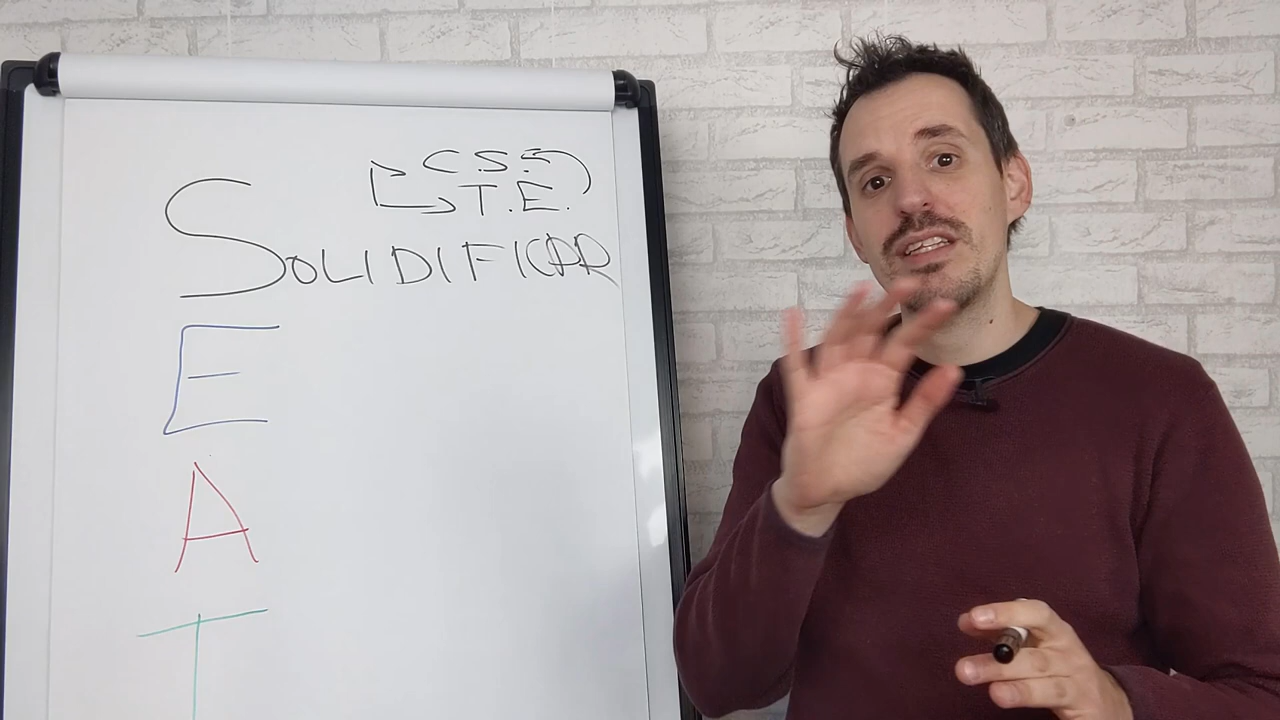 C.S.
T.E.
SOLIDIFICAR
E
A
T